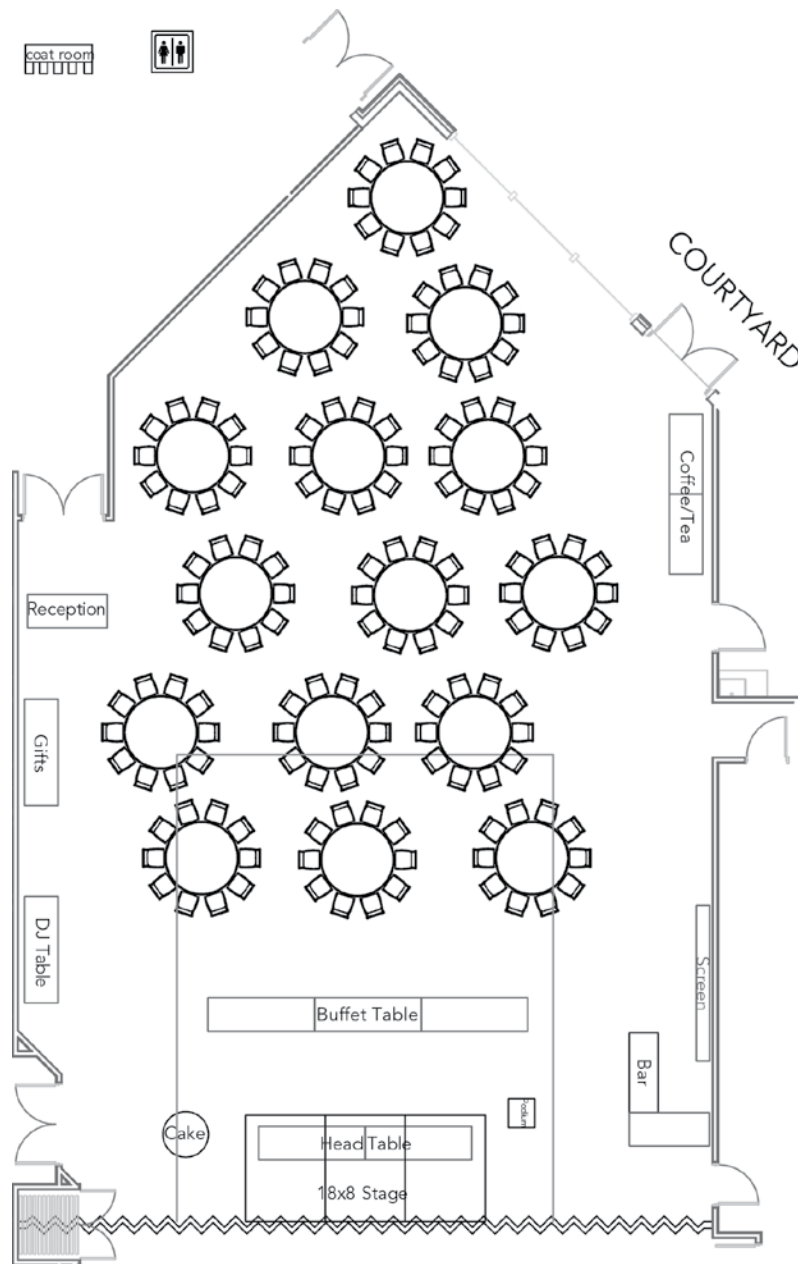 coat room
COURTYARD
Coffee/Tea
Reception
Gifts
DJ Table
Screen
Buffet Table
Bar
Podium
Cake
Head Table
18x8 Stage